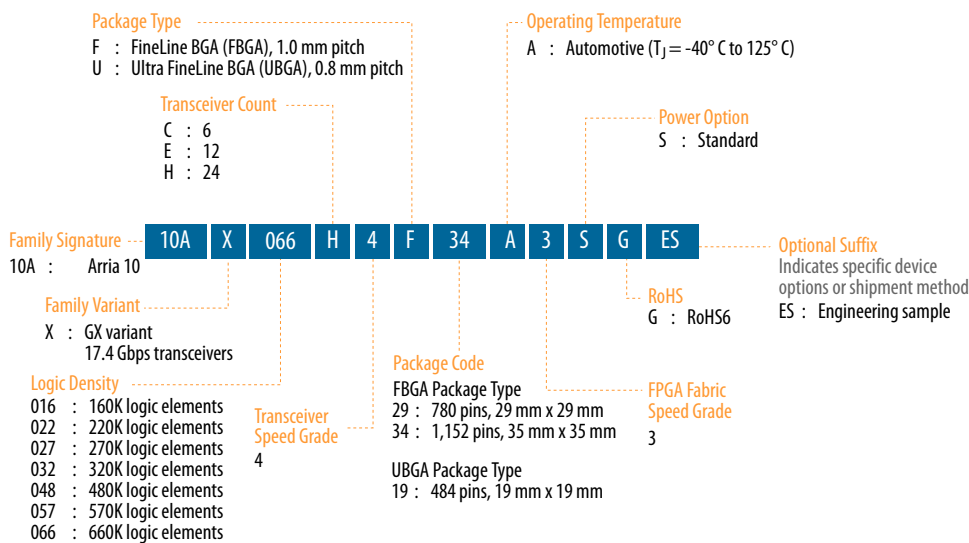 Package Type
F : FineLine BGA (FBGA), 1.0 mm pitch
U : Ultra FineLine BGA (UBGA), 0.8 mm pitch
Operating Temperature
A : Automotive (TJ = -40° C to 125° C)
Transceiver Count
C : 6
E : 12
H : 24
Power Option
S : Standard
Family Signature
10A : Arria 10
10A X 066 H 4 F 34 A 3 S G ES
Optional Suffix
Indicates specific device
options or shipment method
ES : Engineering sample
Family Variant
X : GX variant
17.4 Gbps transceivers
RoHS
G : RoHS6
Logic Density
016 : 160K logic elements
022 : 220K logic elements
027 : 270K logic elements
032 : 320K logic elements
048 : 480K logic elements
057 : 570K logic elements
066 : 660K logic elements
Transceiver
Speed Grade
4
Package Code
FBGA Package Type
29 : 780 pins, 29 mm x 29 mm
34 : 1,152 pins, 35 mm x 35 mm
UBGA Package Type
19 : 484 pins, 19 mm x 19 mm
FPGA Fabric
Speed Grade
3